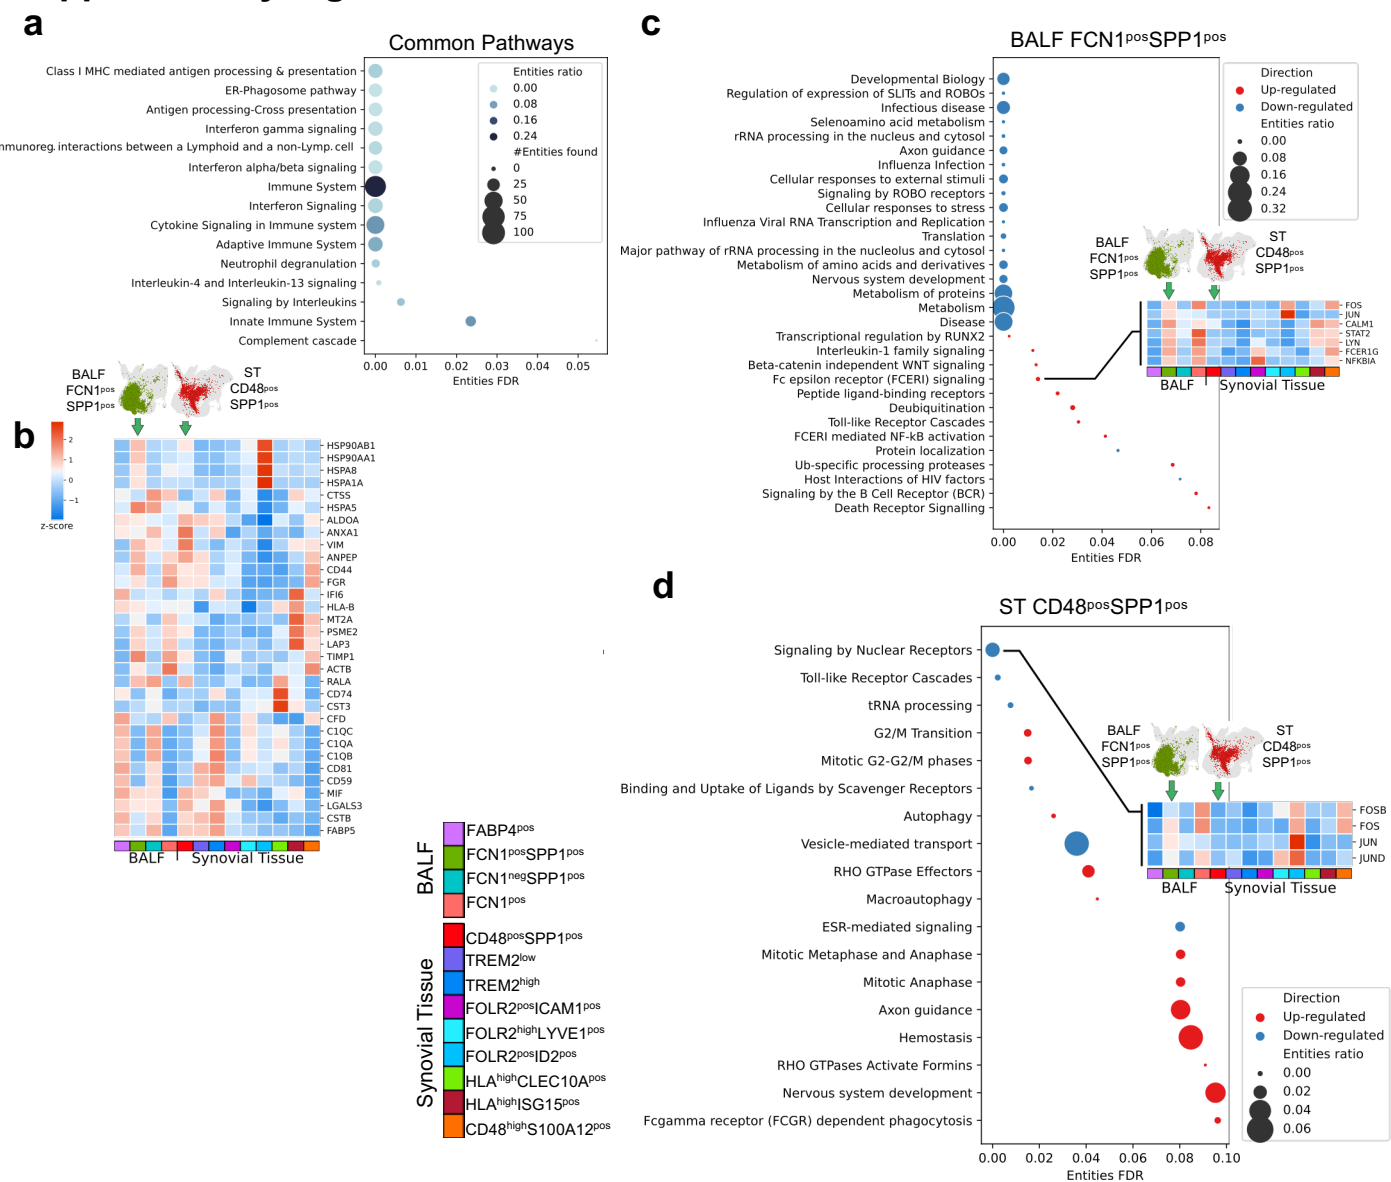 a
Common Pathways
Class I MHC mediated antigen processing & presentation
ER-Phagosome pathway
Antigen processing-Cross presentation
Interferon gamma signaling
immunoreg. interactions between a Lymphoid and a non-Lymp. cell
Interferon alpha/beta signaling
Immune System
Interferon Signaling
Cytokine Signaling in Immune system
Adaptive Immune System
Neutrophil degranulation
Interleukin-4 and Interleukin-13 signaling
Signaling by Interleukins
Innate Immune System
Complement cascade
0.00 0.01 0.02 0.03 0.04 0.05
Entities FDR
Entities ratio
0.00
0.08
0.16
0.24
#Entities found
0
25
50
75
100
BALF
FCN1pos
SPP1pos
ST
CD48pos
SPP1pos
b
2
1
0
−1
z-score
HSP90AB1
HSP90AA1
HSPA8
HSPA1A
CTSS
HSPA5
ALDOA
ANXA1
VIM
ANPEP
CD44
FGR
IFI6
HLA-B
MT2A
PSME2
LAP3
TIMP1
ACTB
RALA
CD74
CST3
CFD
C1QC
C1QA
C1QB
CD81
CD59
MIF
LGALS3
CSTB
FABP5
BALF Synovial Tissue
BALF
FABP4pos
FCN1posSPP1pos
FCN1negSPP1pos
FCN1pos
Synovial Tissue
CD48posSPP1pos
TREM2low
TREM2high
FOLR2posICAM1pos
FOLR2highLYVE1pos
FOLR2posID2pos
HLAhighCLEC10Apos
HLAhighISG15pos
CD48highS100A12pos
c
BALF FCN1posSPP1pos
Developmental Biology
Regulation of expression of SLITs and ROBOs
Infectious disease
Selenoamino acid metabolism
rRNA processing in the nucleus and cytosol
Axon guidance
Influenza Infection
Cellular responses to external stimuli
Signaling by ROBO receptors
Cellular responses to stress
Influenza Viral RNA Transcription and Replication
Translation
Major pathway of rRNA processing in the nucleolus and cytosol
Metabolism of amino acids and derivatives
Nervous system development
Metabolism of proteins
Metabolism
Disease
Transcriptional regulation by RUNX2
Interleukin-1 family signaling
Beta-catenin independent WNT signaling
Fc epsilon receptor (FCERI) signaling
Peptide ligand-binding receptors
Deubiquitination
Toll-like Receptor Cascades
FCERI mediated NF-kB activation
Protein localization
Ub-specific processing proteases
Host Interactions of HIV factors
Signaling by the B Cell Receptor (BCR)
Death Receptor Signalling
0.00 0.02 0.04 0.06 0.08
Entities FDR
Direction
Up-regulated
Down-regulated
Entities ratio
0.00
0.08
0.16
0.24
0.32
BALF
FCN1pos
SPP1pos
ST
CD48pos
SPP1pos
FOS
JUN
CALM1
STAT2
LYN
FCER1G
NFKBIA
BALF Synovial Tissue
d
ST CD48posSPP1pos
Signaling by Nuclear Receptors
Toll-like Receptor Cascades
tRNA processing
G2/M Transition
Mitotic G2-G2/M phases
Binding and Uptake of Ligands by Scavenger Receptors
Autophagy
Vesicle-mediated transport
RHO GTPase Effectors
Macroautophagy
ESR-mediated signaling
Mitotic Metaphase and Anaphase
Mitotic Anaphase
Axon guidance
Hemostasis
RHO GTPases Activate Formins
Nervous system development
Fcgamma receptor (FCGR) dependent phagocytosis
0.00 0.02 0.04 0.06 0.08 0.10
Entities FDR
BALF
FCN1pos
SPP1pos
ST
CD48pos
SPP1pos
FOSB
FOS
JUN
JUND
BALF Synovial Tissue
Direction
Up-regulated
Down-regulated
Entities ratio
0.00
0.02
0.04
0.06